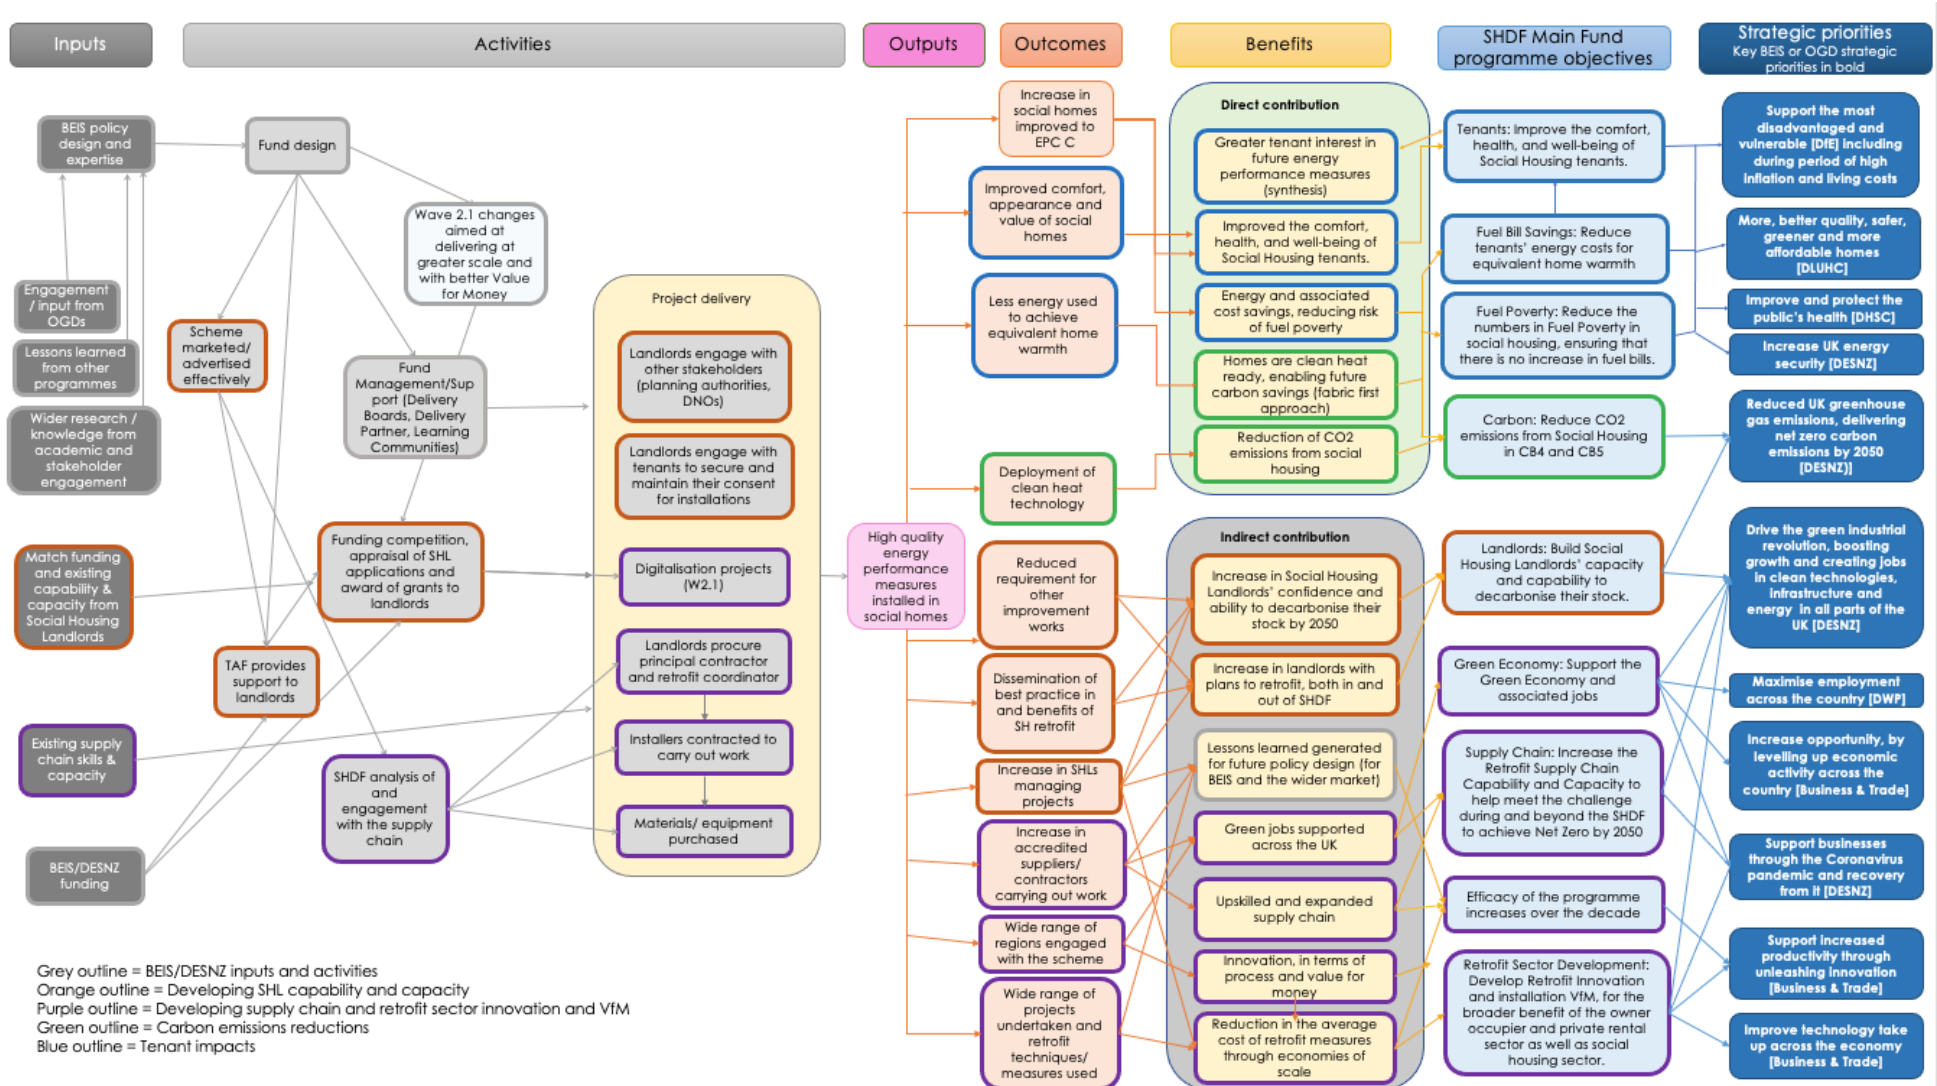 Inputs
Activities
Outputs
Outcomes
Benefits
SHDF Main Fund
programme objectives
Strategic priorities
Key BEIS or OGD strategic
priorities in bold
BEIS policy
design and
expertise
Engagement
/ input from
OGDs
Lessons learned
from other
programmes
Wider research /
knowledge from
academic and
stakeholder
engagement
Match funding
and existing
capability &
capacity from
Social Housing
Landlords
Existing supply
chain skills &
capacity
BEIS/DESNZ
funding
Fund design
Wave 2.1 changes
aimed at
delivering at
greater scale and
with better Value
for Money
Scheme
marketed/
advertised
effectively
Fund
Management/Sup
port (Delivery
Boards, Delivery
Partner, Learning
Communities)
Funding competition,
appraisal of SHL
applications and
award of grants to
landlords
TAF provides
support to
landlords
SHDF analysis of
and
engagement
with the supply
chain
Project delivery
Landlords engage with
other stakeholders
(planning authorities,
DNOs)
Landlords engage with
tenants to secure and
maintain their consent
for installations
Digitalisation projects
(W2.1)
Landlords procure
principal contractor
and retrofit coordinator
Installers contracted to
carry out work
Materials/ equipment
purchased
High quality
energy
performance
measures
installed in
social homes
Increase in
social homes
improved to
EPC C
Improved comfort,
appearance and
value of social
homes
Less energy used
to achieve
equivalent home
warmth
Deployment of
clean heat
technology
Reduced
requirement for
other
improvement
works
Dissemination of
best practice in
and benefits of
SH retrofit
Increase in SHLs
managing
projects
Increase in
accredited
suppliers/
contractors
carrying out work
Wide range of
regions engaged
with the scheme
Wide range of
projects
undertaken and
retrofit
techniques/
measures used
Direct contribution
Greater tenant interest in
future energy
performance measures
(synthesis)
Improved the comfort,
health, and well-being of
Social Housing tenants.
Energy and associated
cost savings, reducing risk
of fuel poverty
Homes are clean heat
ready, enabling future
carbon savings (fabric first
approach)
Reduction of CO2
emissions from social
housing
Indirect contribution
Increase in Social Housing
Landlords' confidence and
ability to decarbonise their
stock by 2050
Increase in landlords with
plans to retrofit, both in and
out of SHDF
Lessons learned generated
for future policy design (for
BEIS and the wider market)
Green jobs supported
across the UK
Upskilled and expanded
supply chain
Innovation, in terms of
process and value for
money
Reduction in the average
cost of retrofit measures
through economies of
scale
Tenants: Improve the comfort,
health, and well-being of
Social Housing tenants.
Fuel Bill Savings: Reduce
tenants' energy costs for
equivalent home warmth
Fuel Poverty: Reduce the
numbers in Fuel Poverty in
social housing, ensuring that
there is no increase in fuel bills.
Carbon: Reduce CO2
emissions from Social Housing
in CB4 and CB5
Landlords: Build Social
Housing Landlords' capacity
and capability to
decarbonise their stock.
Green Economy: Support the
Green Economy and
associated jobs
Supply Chain: Increase the
Retrofit Supply Chain
Capability and Capacity to
help meet the challenge
during and beyond the SHDF
to achieve Net Zero by 2050
Efficacy of the programme
increases over the decade
Retrofit Sector Development:
Develop Retrofit Innovation
and installation VfM, for the
broader benefit of the owner
occupier and private rental
sector as well as social
housing sector.
Support the most
disadvantaged and
vulnerable [DfE] including
during period of high
inflation and living costs
More, better quality, safer,
greener and more
affordable homes
[DLUHC]
Improve and protect the
public's health [DHSC]
Increase UK energy
security [DESNZ]
Reduced UK greenhouse
gas emissions, delivering
net zero carbon
emissions by 2050
[DESNZ)]
Drive the green industrial
revolution, boosting
growth and creating jobs
in clean technologies,
infrastructure and
energy in all parts of the
UK [DESNZ]
Maximise employment
across the country [DWP]
Increase opportunity, by
levelling up economic
activity across the
country [Business & Trade]
Support businesses
through the Coronavirus
pandemic and recovery
from it [DESNZ]
Support increased
productivity through
unleashing innovation
[Business & Trade]
Improve technology take
up across the economy
[Business & Trade]
Grey outline = BEIS/DESNZ inputs and activities
Orange outline = Developing SHL capability and capacity
Purple outline = Developing supply chain and retrofit sector innovation and VfM
Green outline = Carbon emissions reductions
Blue outline = Tenant impacts